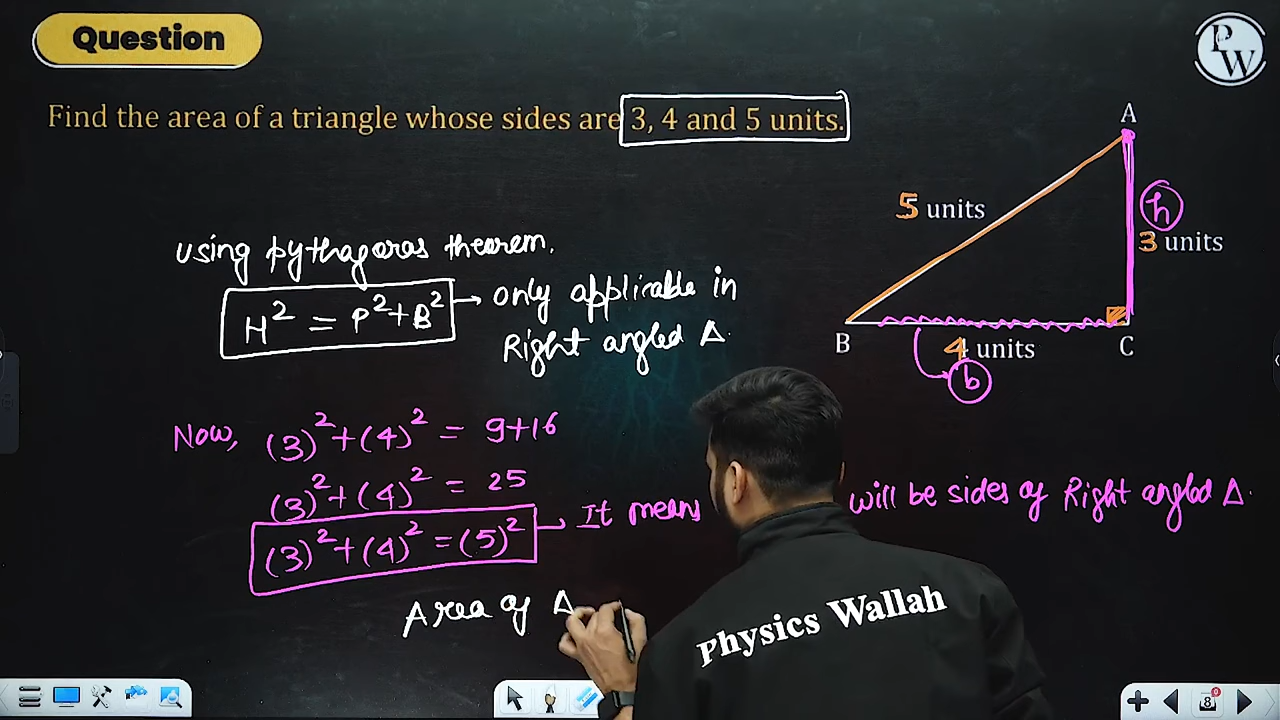 Question
PW
Find the area of a triangle whose sides are 3, 4 and 5 units.
A
5 units
h
3 units
B
4 units
C
b
using pythagoras theorem.
H² = P²+B² → only applicable in
Right angled Δ.
Now, (3)²+(4)² = 9+16
(3)²+(4)² = 25
(3)²+(4)² = (5)² → It means will be sides of Right angled Δ.
Area of Δ
Physics Wallah
8